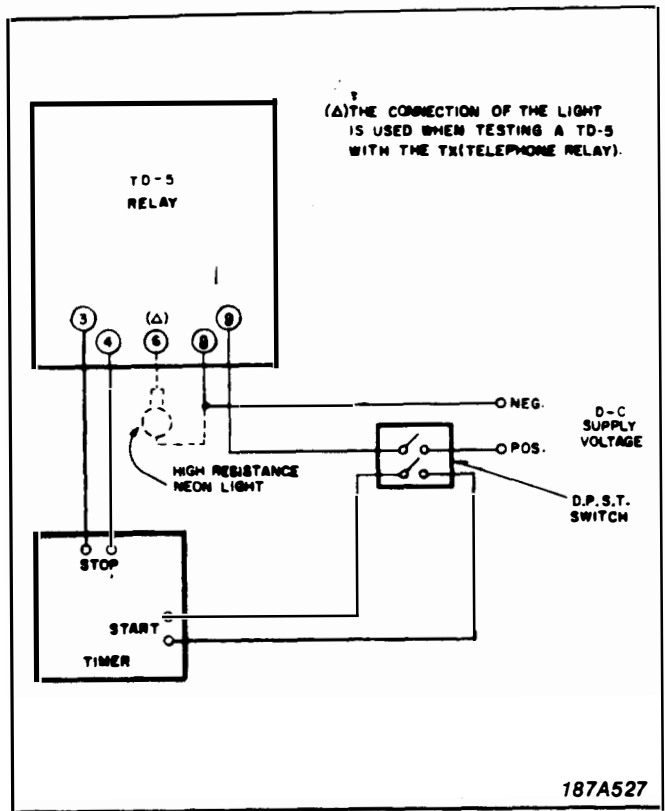 (Δ)THE CONNECTION OF THE LIGHT
IS USED WHEN TESTING A TD-5
WITH THE TX(TELEPHONE RELAY).
TD-5
RELAY
3
4
(Δ)
6
8
9
NEG.
POS.
D-C
SUPPLY
VOLTAGE
HIGH RESISTANCE
NEON LIGHT
D.P.S.T.
SWITCH
STOP
START
TIMER
187A527